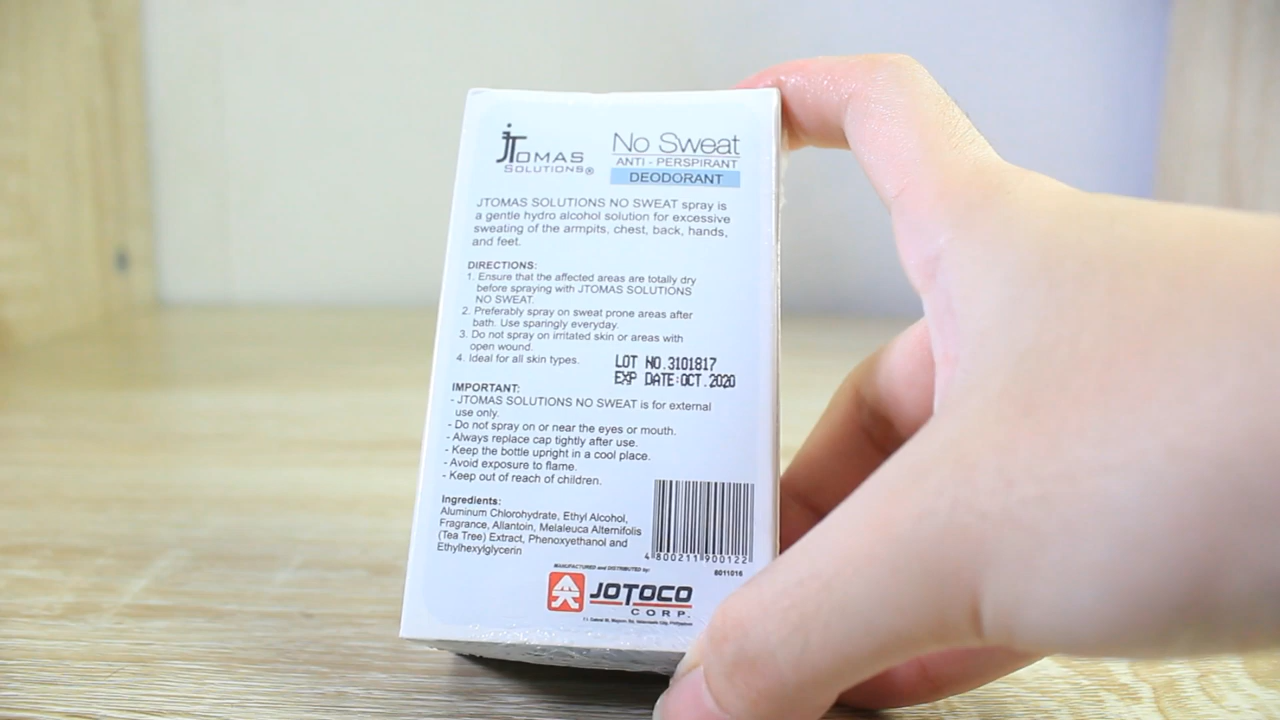 JTOMAS
SOLUTIONS®
No Sweat
ANTI - PERSPIRANT
DEODORANT
JTOMAS SOLUTIONS NO SWEAT spray is
a gentle hydro alcohol solution for excessive
sweating of the armpits, chest, back, hands,
and feet.
DIRECTIONS:
1. Ensure that the affected areas are totally dry
before spraying with JTOMAS SOLUTIONS
NO SWEAT.
2. Preferably spray on sweat prone areas after
bath. Use sparingly everyday.
3. Do not spray on irritated skin or areas with
open wound.
4. Ideal for all skin types.
LOT NO.3101817
EXP DATE:OCT.2020
IMPORTANT:
- JTOMAS SOLUTIONS NO SWEAT is for external
use only.
- Do not spray on or near the eyes or mouth.
- Always replace cap tightly after use.
- Keep the bottle upright in a cool place.
- Avoid exposure to flame.
- Keep out of reach of children.
Ingredients:
Aluminum Chlorohydrate, Ethyl Alcohol,
Fragrance, Allantoin, Melaleuca Alternifolis
(Tea Tree) Extract, Phenoxyethanol and
Ethylhexylglycerin
4 800211 900122
8011016
MANUFACTURED and DISTRIBUTED by:
JOTOCO
CORP.